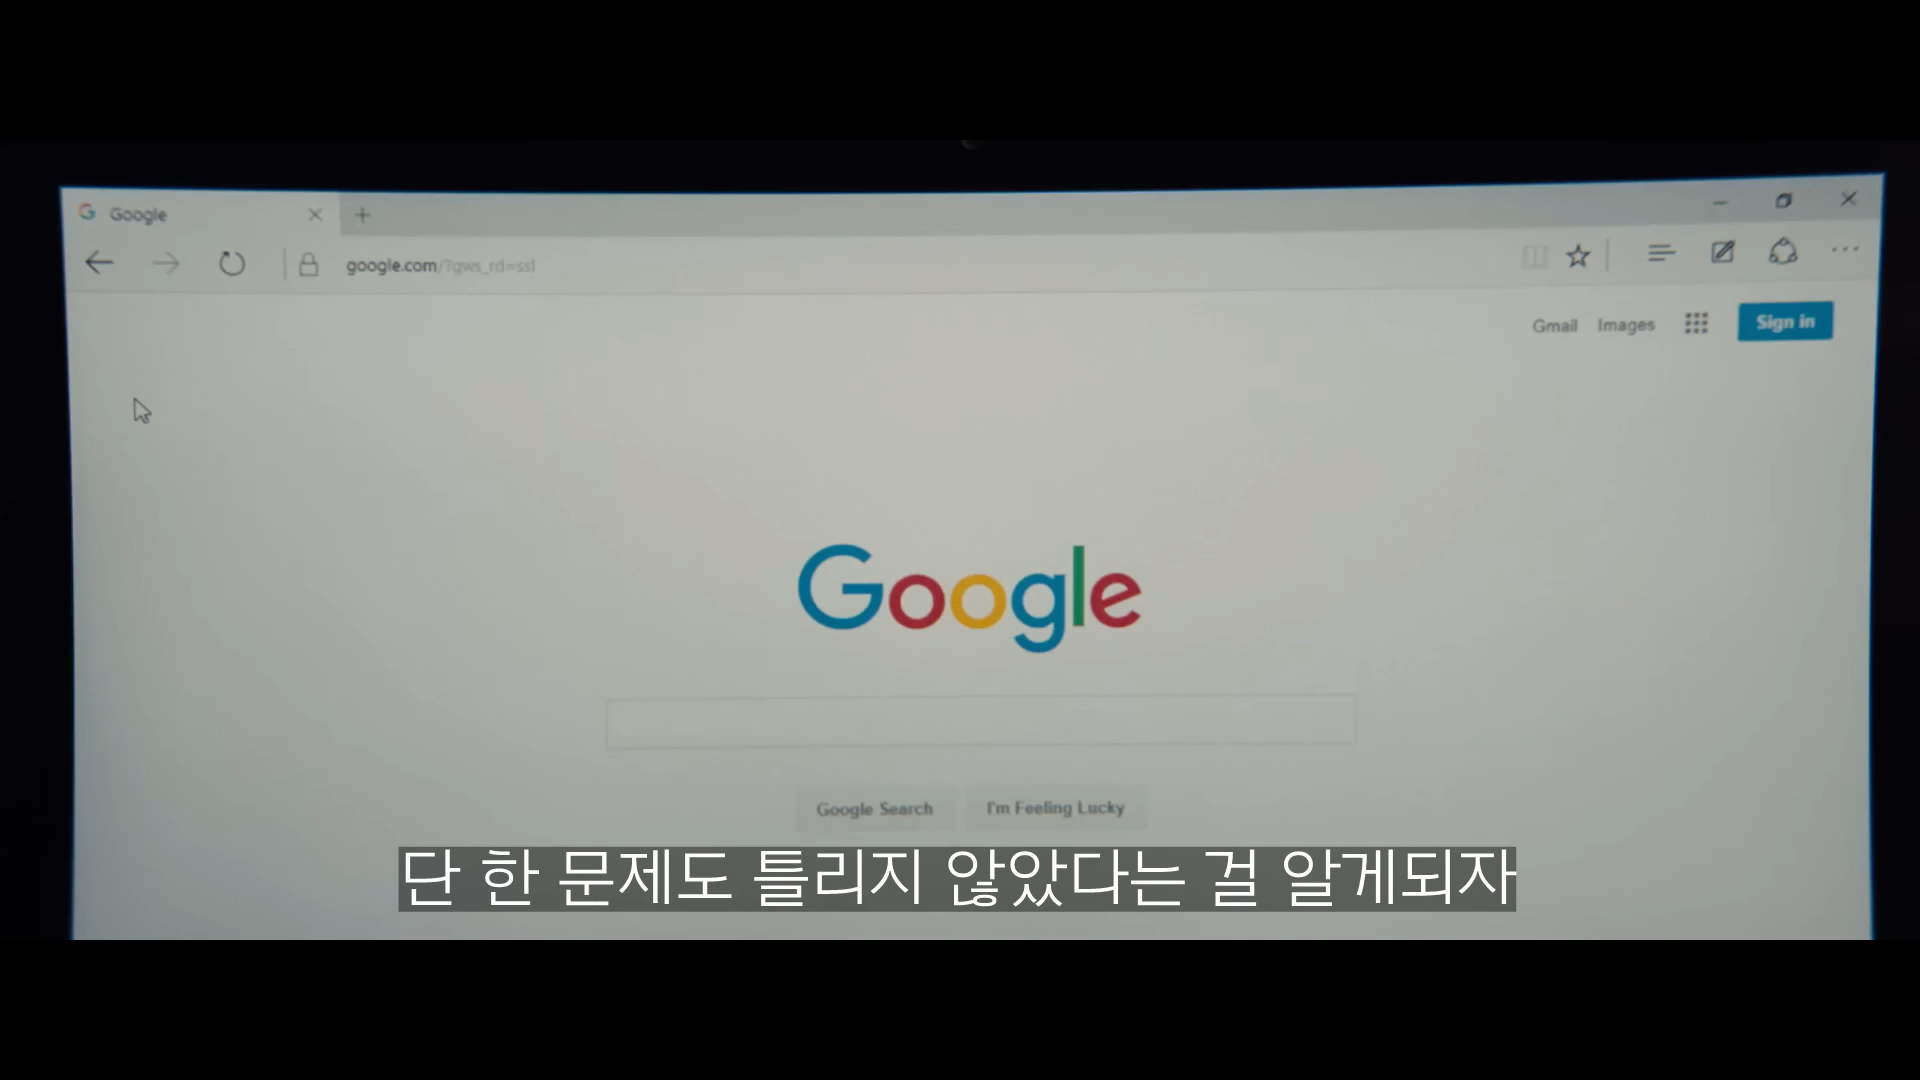 Google
google.com/?gws_rd=ssl
Gmail Images Sign in
Google
Google Search I'm Feeling Lucky
단 한 문제도 틀리지 않았다는 걸 알게되자